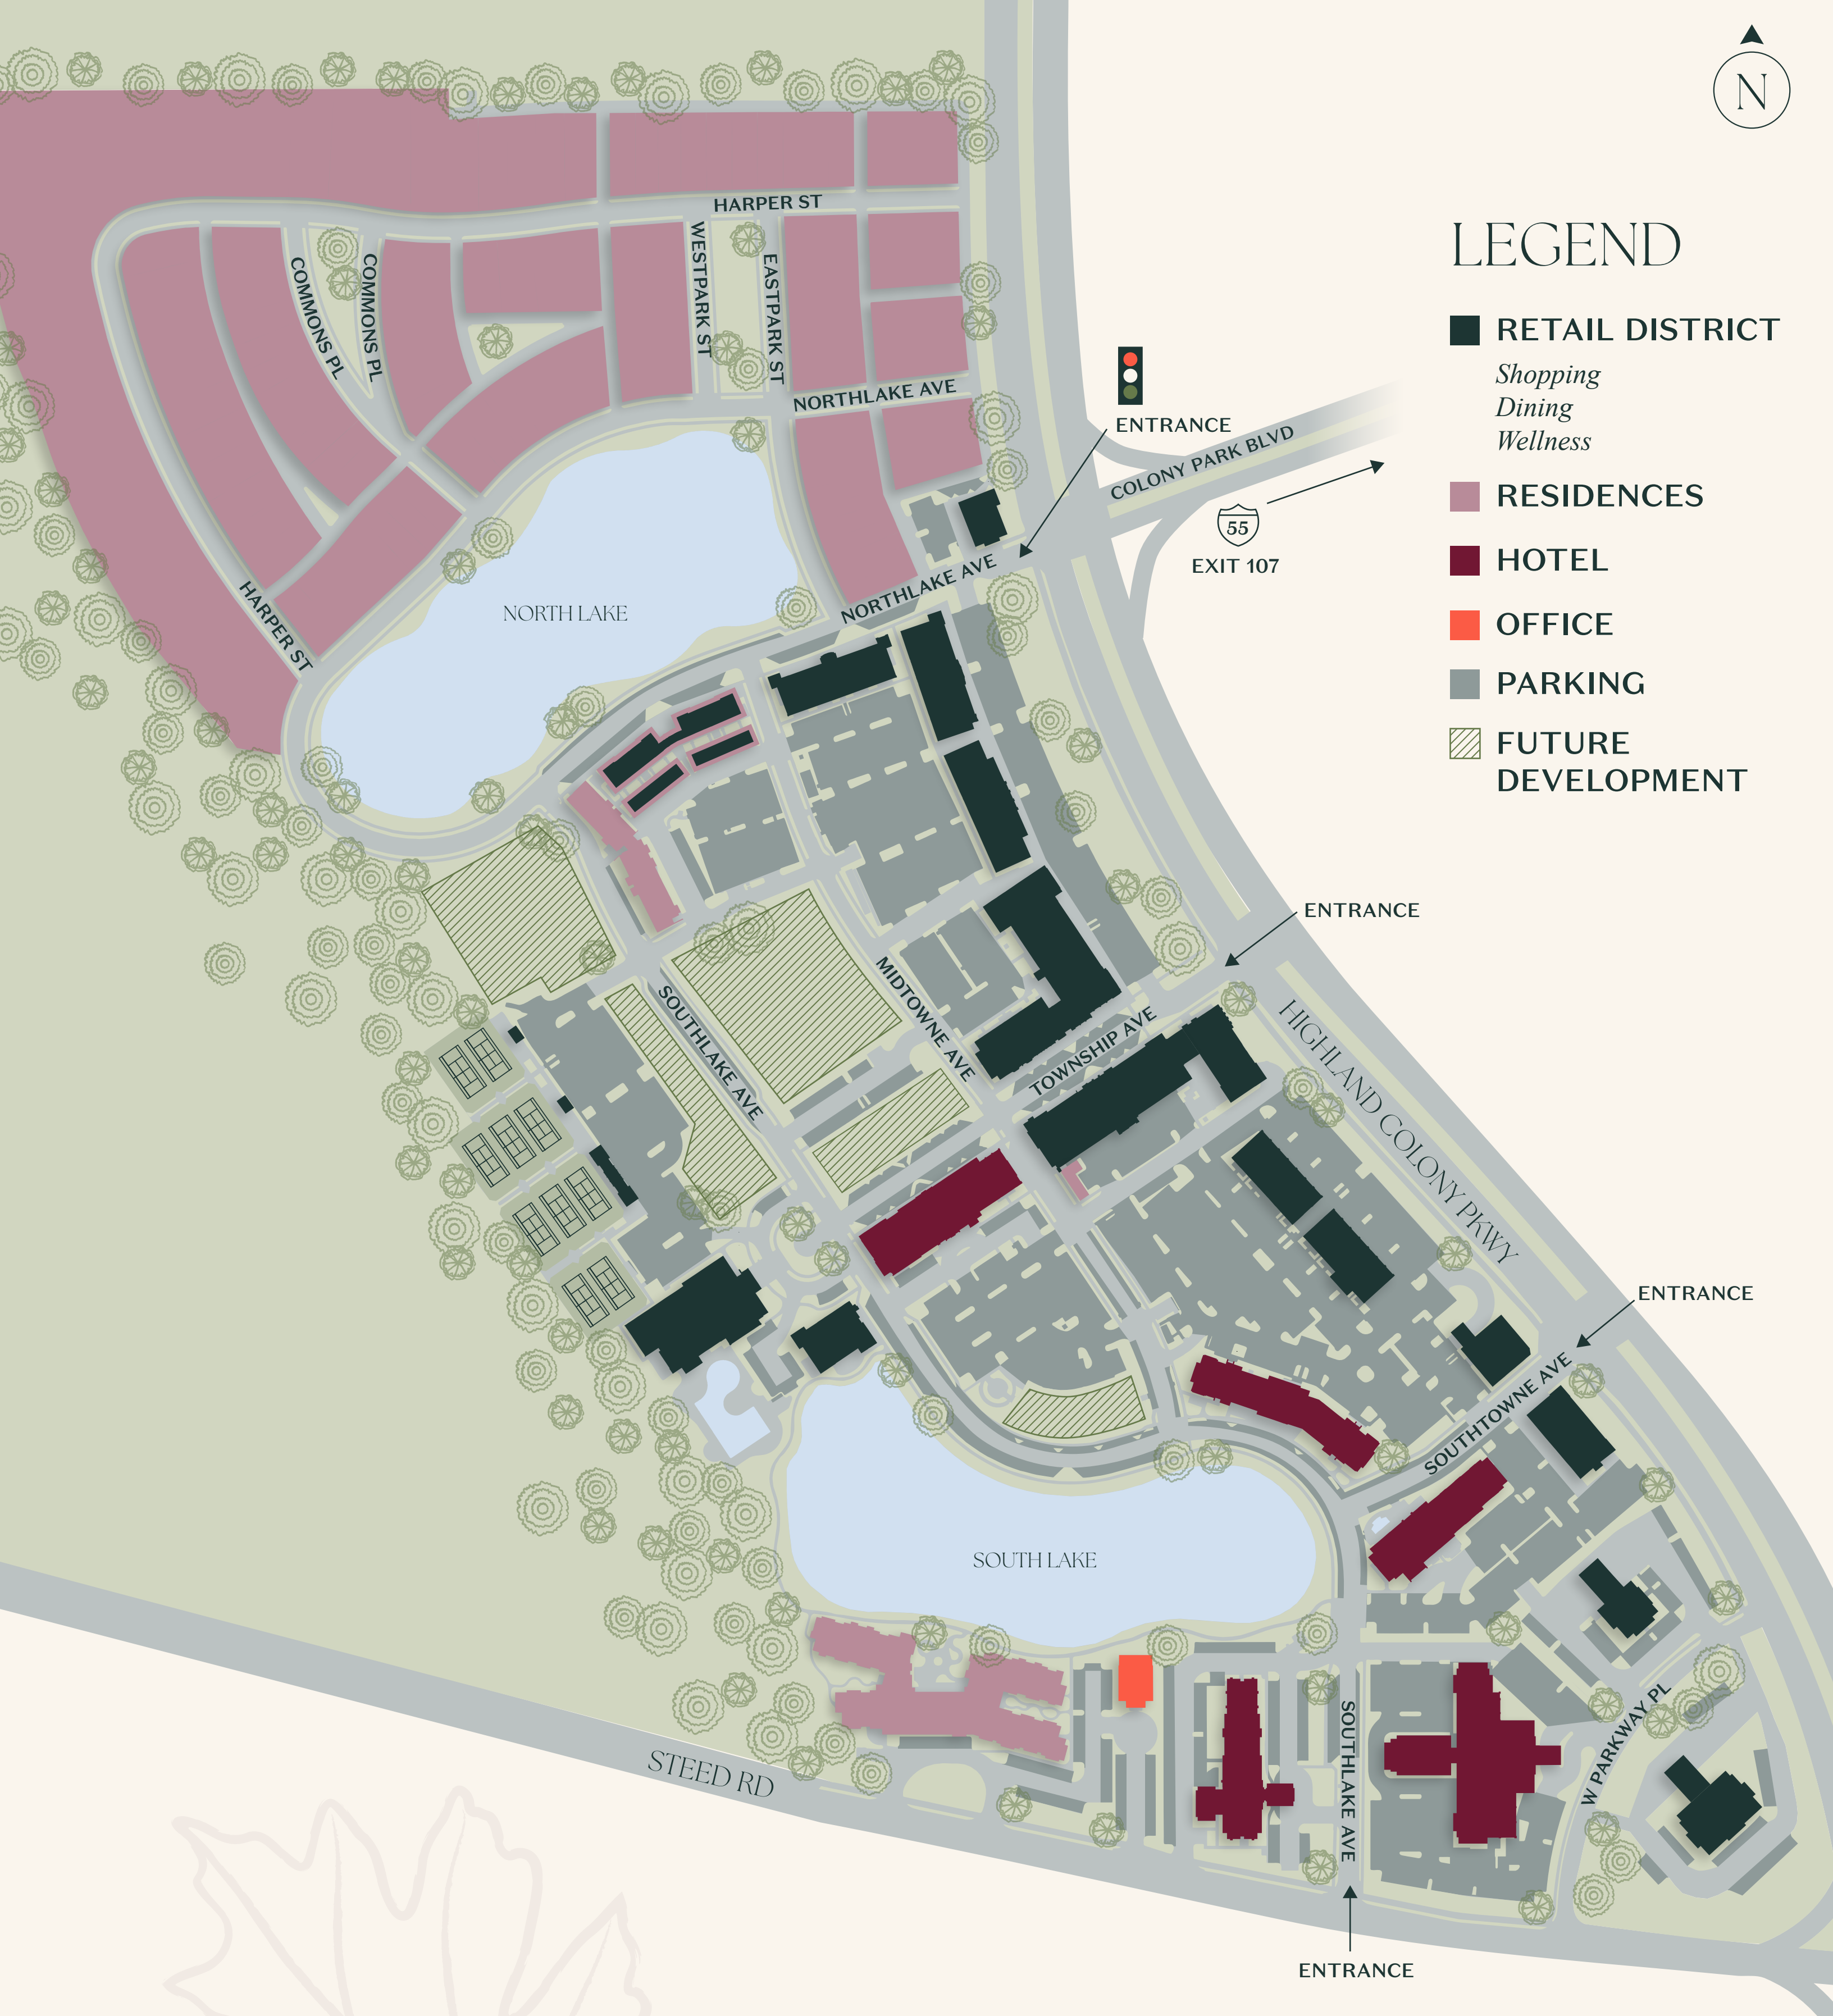 N
LEGEND
RETAIL DISTRICT
Shopping
Dining
Wellness
RESIDENCES
HOTEL
OFFICE
PARKING
FUTURE
DEVELOPMENT
HARPER ST
WESTPARK ST
EASTPARK ST
COMMONS PL
COMMONS PL
NORTHLAKE AVE
ENTRANCE
COLONY PARK BLVD
55
EXIT 107
NORTHLAKE AVE
HARPER ST
NORTH LAKE
ENTRANCE
MIDTOWNE AVE
SOUTHLAKE AVE
TOWNSHIP AVE
HIGHLAND COLONY PKWY
ENTRANCE
SOUTHTOWNE AVE
SOUTH LAKE
SOUTHLAKE AVE
W PARKWAY PL
STEED RD
ENTRANCE